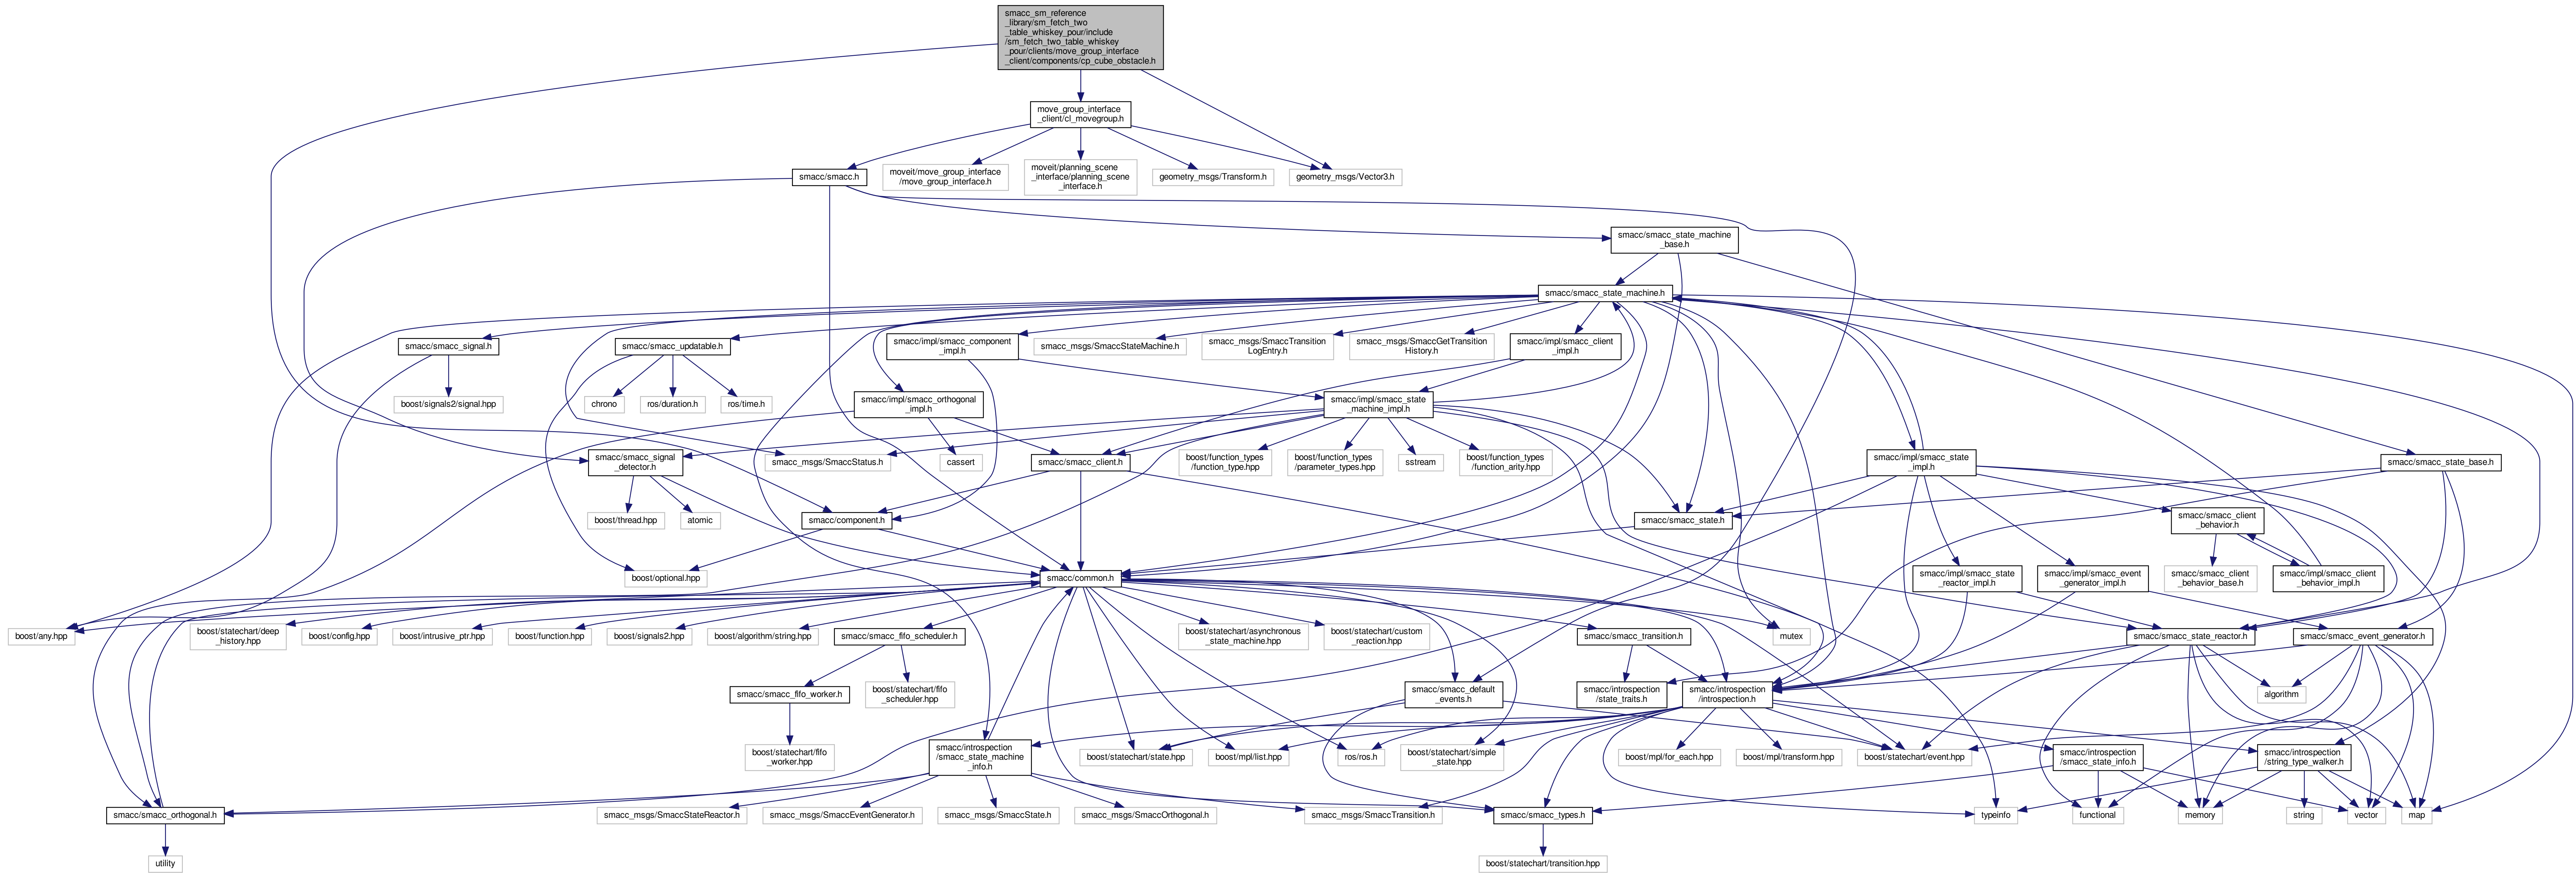 smacc_sm_reference
_library/sm_fetch_two
_table_whiskey_pour/include
/sm_fetch_two_table_whiskey
_pour/clients/move_group_interface
_client/components/cp_cube_obstacle.h
move_group_interface
_client/cl_movegroup.h
smacc/smacc.h
moveit/move_group_interface
/move_group_interface.h
moveit/planning_scene
_interface/planning_scene
_interface.h
geometry_msgs/Transform.h
geometry_msgs/Vector3.h
smacc/smacc_state_machine
_base.h
smacc/smacc_state_machine.h
smacc/smacc_signal.h
smacc/smacc_updatable.h
smacc/impl/smacc_component
_impl.h
smacc_msgs/SmaccStateMachine.h
smacc_msgs/SmaccTransition
LogEntry.h
smacc_msgs/SmaccGetTransition
History.h
smacc/impl/smacc_client
_impl.h
boost/signals2/signal.hpp
chrono
ros/duration.h
ros/time.h
smacc/impl/smacc_orthogonal
_impl.h
smacc/impl/smacc_state
_machine_impl.h
smacc/smacc_signal
_detector.h
smacc_msgs/SmaccStatus.h
cassert
smacc/smacc_client.h
boost/function_types
/function_type.hpp
boost/function_types
/parameter_types.hpp
sstream
boost/function_types
/function_arity.hpp
smacc/impl/smacc_state
_impl.h
smacc/smacc_state_base.h
boost/thread.hpp
atomic
smacc/component.h
smacc/smacc_state.h
smacc/smacc_client
_behavior.h
boost/optional.hpp
smacc/common.h
smacc/impl/smacc_state
_reactor_impl.h
smacc/impl/smacc_event
_generator_impl.h
smacc/smacc_client
_behavior_base.h
smacc/impl/smacc_client
_behavior_impl.h
boost/any.hpp
boost/statechart/deep
_history.hpp
boost/config.hpp
boost/intrusive_ptr.hpp
boost/function.hpp
boost/signals2.hpp
boost/algorithm/string.hpp
smacc/smacc_fifo_scheduler.h
boost/statechart/asynchronous
_state_machine.hpp
boost/statechart/custom
_reaction.hpp
smacc/smacc_transition.h
mutex
smacc/smacc_state_reactor.h
smacc/smacc_event_generator.h
smacc/smacc_fifo_worker.h
boost/statechart/fifo
_scheduler.hpp
smacc/smacc_default
_events.h
smacc/introspection
/state_traits.h
smacc/introspection
/introspection.h
algorithm
boost/statechart/fifo
_worker.hpp
smacc/introspection
/smacc_state_machine
_info.h
boost/statechart/state.hpp
boost/mpl/list.hpp
ros/ros.h
boost/statechart/simple
_state.hpp
boost/mpl/for_each.hpp
boost/mpl/transform.hpp
boost/statechart/event.hpp
smacc/introspection
/smacc_state_info.h
smacc/introspection
/string_type_walker.h
smacc/smacc_orthogonal.h
smacc_msgs/SmaccStateReactor.h
smacc_msgs/SmaccEventGenerator.h
smacc_msgs/SmaccState.h
smacc_msgs/SmaccOrthogonal.h
smacc_msgs/SmaccTransition.h
smacc/smacc_types.h
typeinfo
functional
memory
string
vector
map
utility
boost/statechart/transition.hpp